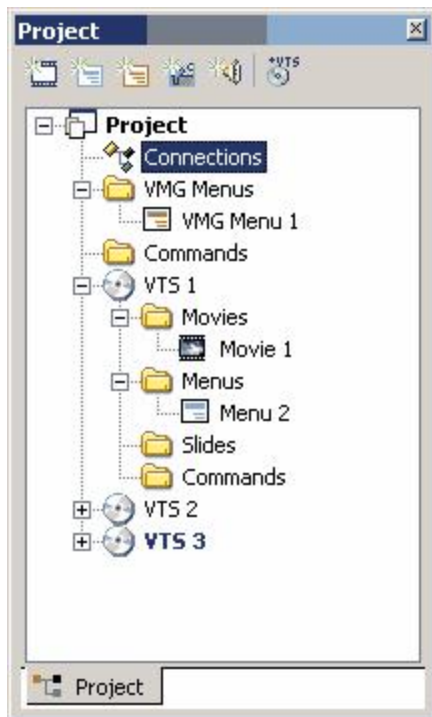 Project
+VTS
Project
Connections
VMG Menus
VMG Menu 1
Commands
VTS 1
Movies
Movie 1
Menus
Menu 2
Slides
Commands
VTS 2
VTS 3
Project